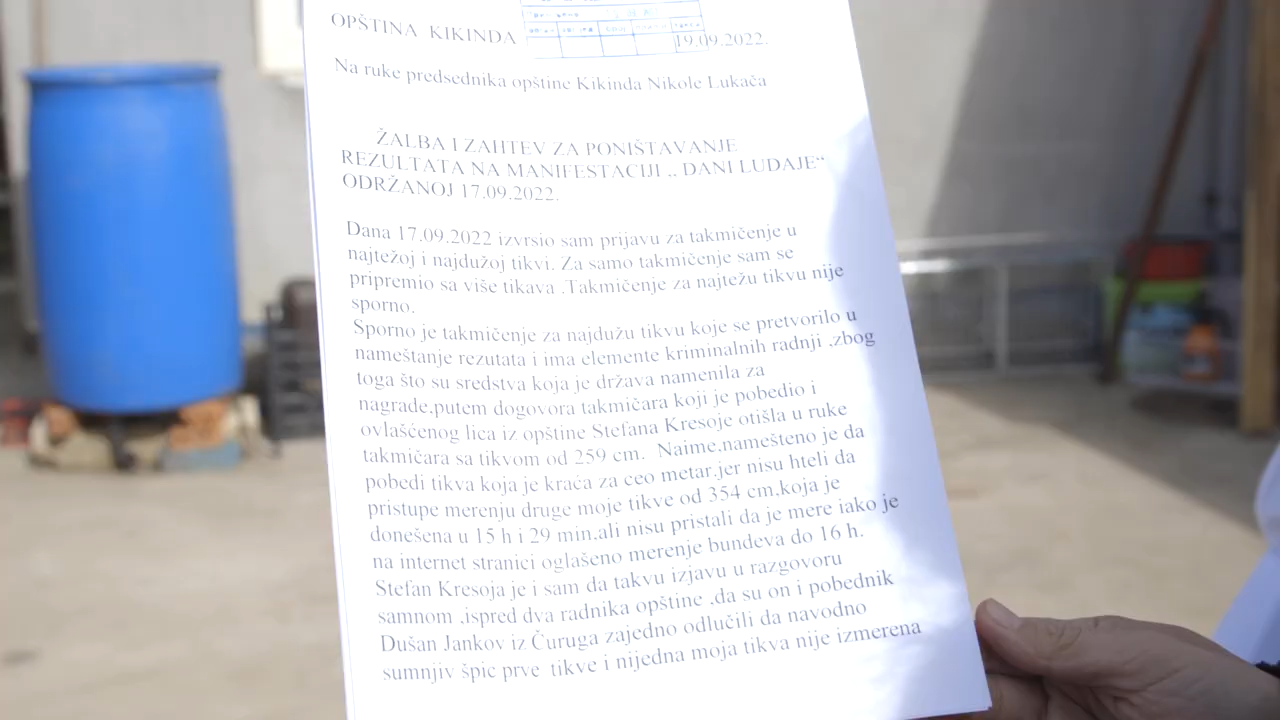 OPŠTINA KIKINDA
19.09.2022.
Na ruke predsednika opštine Kikinda Nikole Lukača
ŽALBA I ZAHTEV ZA PONIŠTAVANJE
REZULTATA NA MANIFESTACIJI ,, DANI LUDAJE“
ODRŽANOJ 17.09.2022.
Dana 17.09.2022 izvrsio sam prijavu za takmičenje u
najtežoj i najdužoj tikvi. Za samo takmičenje sam se
pripremio sa više tikava .Takmičenje za najtežu tikvu nije
sporno.
Sporno je takmičenje za najdužu tikvu koje se pretvorilo u
nameštanje rezutata i ima elemente kriminalnih radnji ,zbog
toga što su sredstva koja je država namenila za
nagrade,putem dogovora takmičara koji je pobedio i
ovlašćenog lica iz opštine Stefana Kresoje otišla u ruke
takmičara sa tikvom od 259 cm. Naime,namešteno je da
pobedi tikva koja je kraća za ceo metar,jer nisu hteli da
pristupe merenju druge moje tikve od 354 cm,koja je
donešena u 15 h i 29 min,ali nisu pristali da je mere iako je
na internet stranici oglašeno merenje bundeva do 16 h.
Stefan Kresoja je i sam da takvu izjavu u razgovoru
samnom ,ispred dva radnika opštine ,da su on i pobednik
Dušan Jankov iz Čuruga zajedno odlučili da navodno
sumnjiv špic prve tikve i nijedna moja tikva nije izmerena